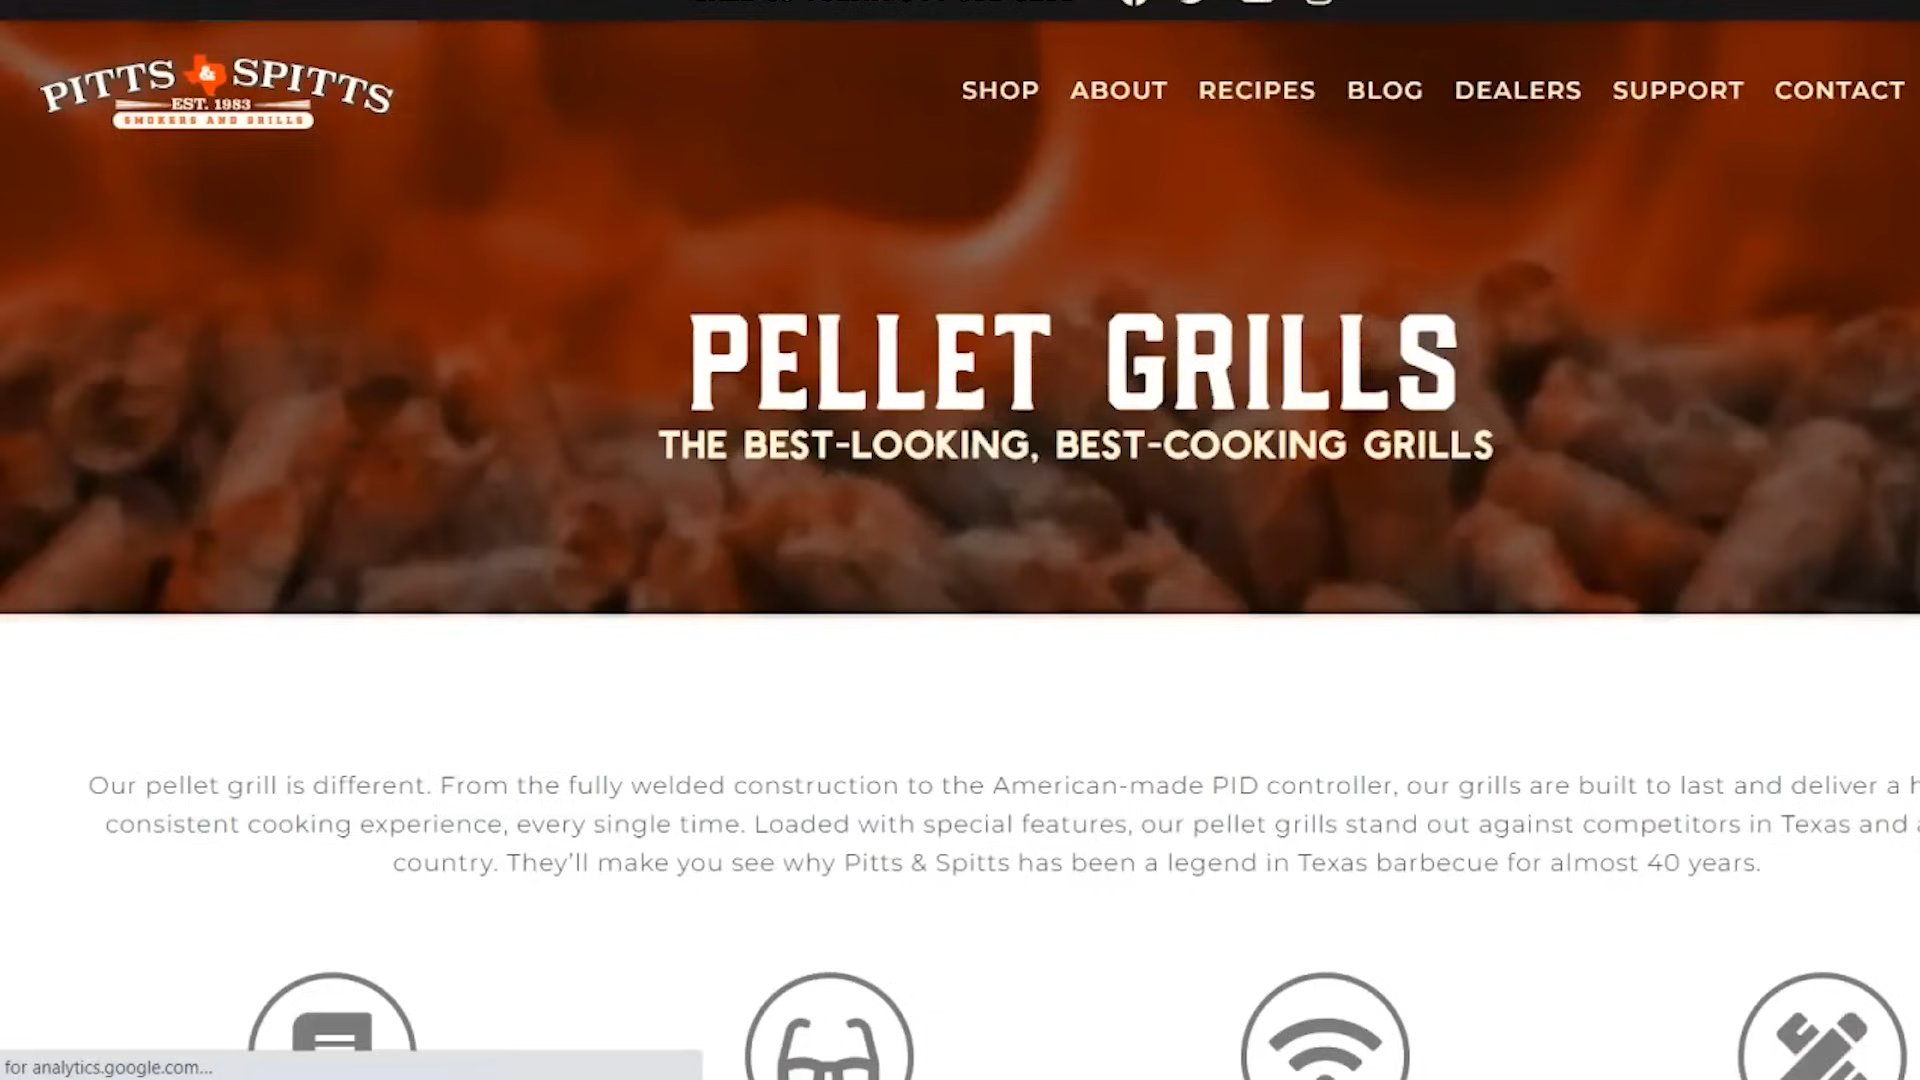 PITTS & SPITTS
EST. 1983
SMOKERS AND GRILLS
SHOP ABOUT RECIPES BLOG DEALERS SUPPORT CONTACT
PELLET GRILLS
THE BEST-LOOKING, BEST-COOKING GRILLS
Our pellet grill is different. From the fully welded construction to the American-made PID controller, our grills are built to last and deliver a
consistent cooking experience, every single time. Loaded with special features, our pellet grills stand out against competitors in Texas and
country. They’ll make you see why Pitts & Spitts has been a legend in Texas barbecue for almost 40 years.
for analytics.google.com...